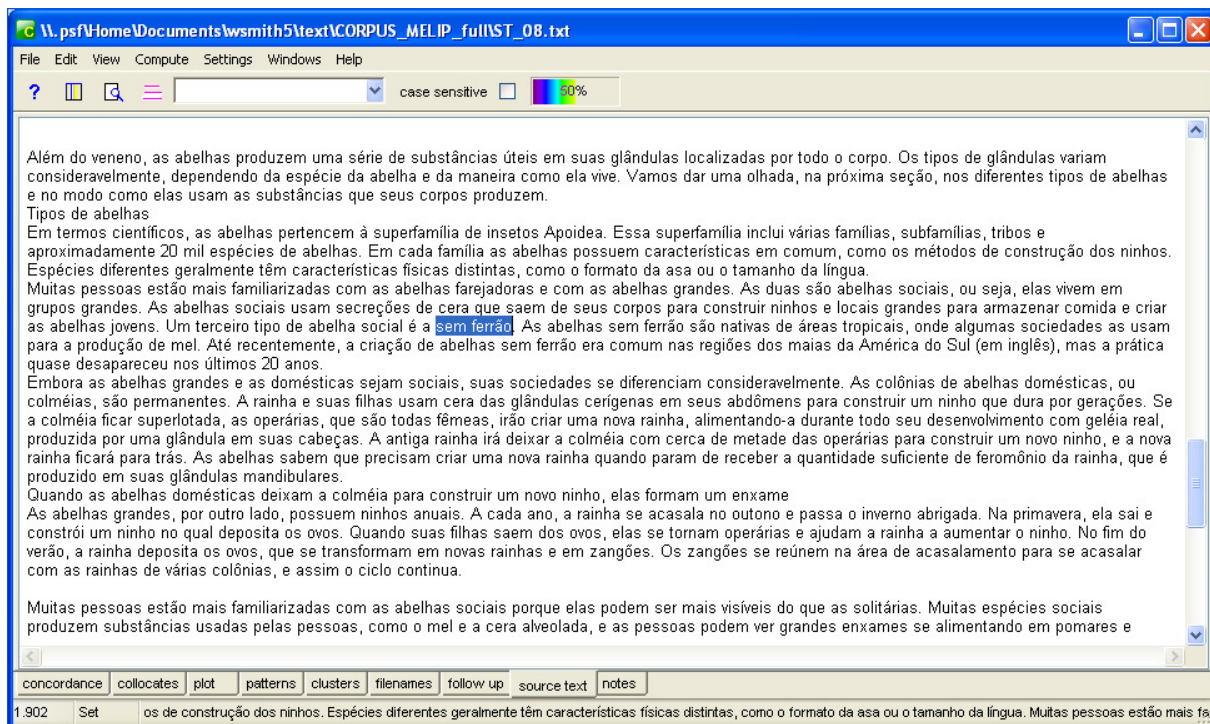 \\.psf\Home\Documents\wsmith5\text\CORPUS_MELIP_full\ST_08.txt
File Edit View Compute Settings Windows Help
? case sensitive 50%
Além do veneno, as abelhas produzem uma série de substâncias úteis em suas glândulas localizadas por todo o corpo. Os tipos de glândulas variam
consideravelmente, dependendo da espécie da abelha e da maneira como ela vive. Vamos dar uma olhada, na próxima seção, nos diferentes tipos de abelhas
e no modo como elas usam as substâncias que seus corpos produzem.
Tipos de abelhas
Em termos científicos, as abelhas pertencem à superfamília de insetos Apoidea. Essa superfamília inclui várias famílias, subfamílias, tribos e
aproximadamente 20 mil espécies de abelhas. Em cada família as abelhas possuem características em comum, como os métodos de construção dos ninhos.
Espécies diferentes geralmente têm características físicas distintas, como o formato da asa ou o tamanho da língua.
Muitas pessoas estão mais familiarizadas com as abelhas farejadoras e com as abelhas grandes. As duas são abelhas sociais, ou seja, elas vivem em
grupos grandes. As abelhas sociais usam secreções de cera que saem de seus corpos para construir ninhos e locais grandes para armazenar comida e criar
as abelhas jovens. Um terceiro tipo de abelha social é a sem ferrão. As abelhas sem ferrão são nativas de áreas tropicais, onde algumas sociedades as usam
para a produção de mel. Até recentemente, a criação de abelhas sem ferrão era comum nas regiões dos maias da América do Sul (em inglês), mas a prática
quase desapareceu nos últimos 20 anos.
Embora as abelhas grandes e as domésticas sejam sociais, suas sociedades se diferenciam consideravelmente. As colônias de abelhas domésticas, ou
colméias, são permanentes. A rainha e suas filhas usam cera das glândulas cerígenas em seus abdômens para construir um ninho que dura por gerações. Se
a colméia ficar superlotada, as operárias, que são todas fêmeas, irão criar uma nova rainha, alimentando-a durante todo seu desenvolvimento com geléia real,
produzida por uma glândula em suas cabeças. A antiga rainha irá deixar a colméia com cerca de metade das operárias para construir um novo ninho, e a nova
rainha ficará para trás. As abelhas sabem que precisam criar uma nova rainha quando param de receber a quantidade suficiente de feromônio da rainha, que é
produzido em suas glândulas mandibulares.
Quando as abelhas domésticas deixam a colméia para construir um novo ninho, elas formam um enxame
As abelhas grandes, por outro lado, possuem ninhos anuais. A cada ano, a rainha se acasala no outono e passa o inverno abrigada. Na primavera, ela sai e
constrói um ninho no qual deposita os ovos. Quando suas filhas saem dos ovos, elas se tornam operárias e ajudam a rainha a aumentar o ninho. No fim do
verão, a rainha deposita os ovos, que se transformam em novas rainhas e em zangões. Os zangões se reúnem na área de acasalamento para se acasalar
com as rainhas de várias colônias, e assim o ciclo continua.
Muitas pessoas estão mais familiarizadas com as abelhas sociais porque elas podem ser mais visíveis do que as solitárias. Muitas espécies sociais
produzem substâncias usadas pelas pessoas, como o mel e a cera alveolada, e as pessoas podem ver grandes enxames se alimentando em pomares e
concordance collocates plot patterns clusters filenames follow up source text notes
1.902 Set os de construção dos ninhos. Espécies diferentes geralmente têm características físicas distintas, como o formato da asa ou o tamanho da língua. Muitas pessoas estão mais fa